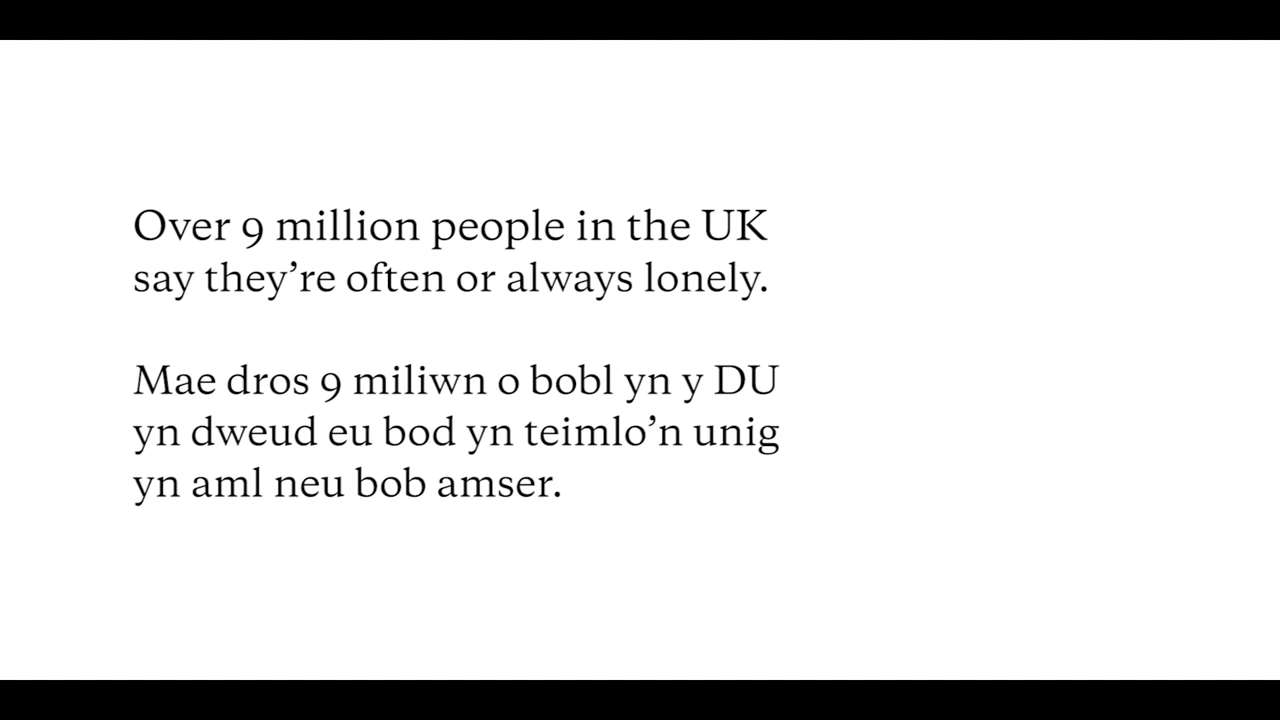 Over 9 million people in the UK
say they’re often or always lonely.
Mae dros 9 miliwn o bobl yn y DU
yn dweud eu bod yn teimlo’n unig
yn aml neu bob amser.